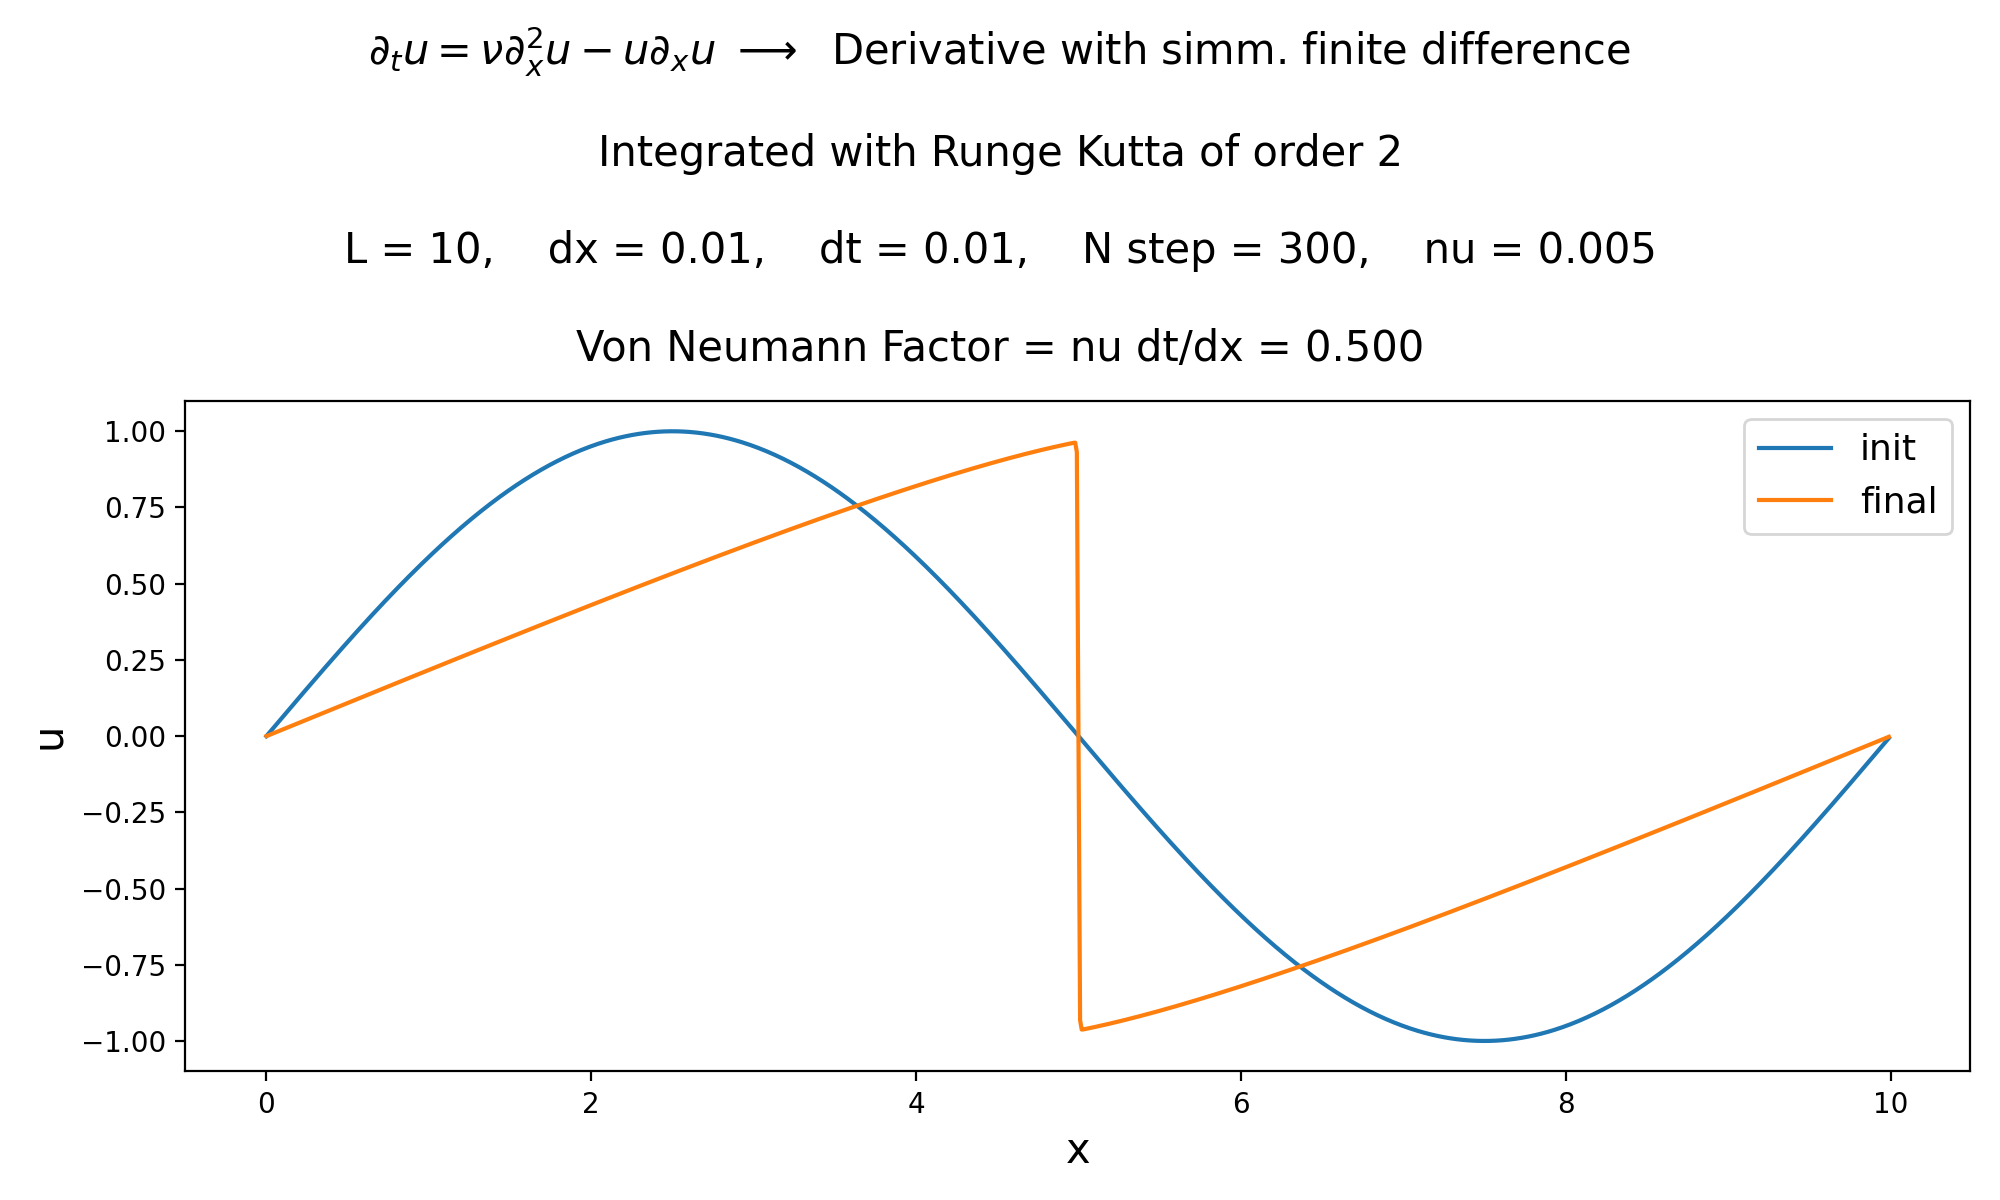 ∂ₜu = ν∂ₓ²u − u∂ₓu ⟶ Derivative with simm. finite difference
Integrated with Runge Kutta of order 2
L = 10, dx = 0.01, dt = 0.01, N step = 300, nu = 0.005
Von Neumann Factor = nu dt/dx = 0.500
1.00
0.75
0.50
0.25
0.00
−0.25
−0.50
−0.75
−1.00
u
init
final
0 2 4 6 8 10
x